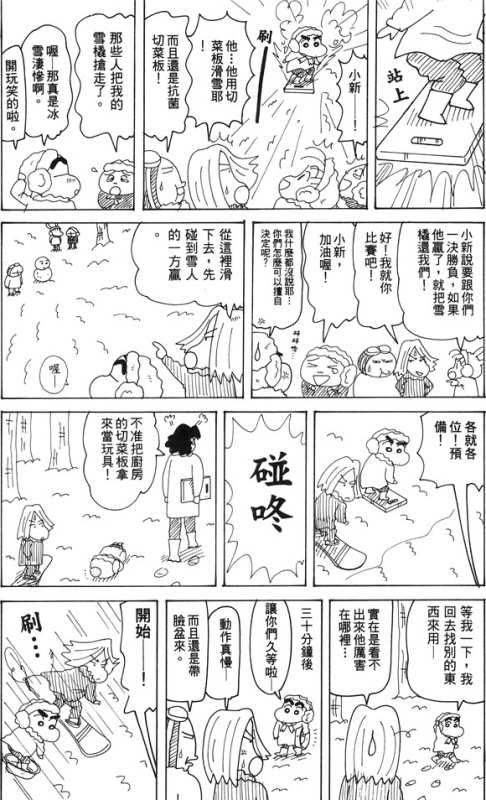 站上
小新——！
刷
他…他用切
菜板滑雪耶
！
而且還是抗菌
切菜板！
那些人把我的
雪橇搶走了。
喔—那真是冰
雪淒慘啊。
開玩笑的啦。
小新說要跟你們
一決勝負，如果
他贏了，就把雪
橇還我們！
好！我就你
比賽吧！
小新，
加油喔！
我什麼都沒說耶…
你們怎麼可以擅自
決定呢？
從這裡滑
下去，先
碰到雪人
的一方贏
。
喔—
各就各
位！預
備！
碰咚
不准把廚房
的切菜板拿
來當玩具！
等我一下，我
回去找別的東
西來用—
實在是看不
出來他厲害
在哪裡…
三十分鐘後
讓你們久等啦—
動作真慢—
而且還是帶
臉盆來。
開始——！
刷…